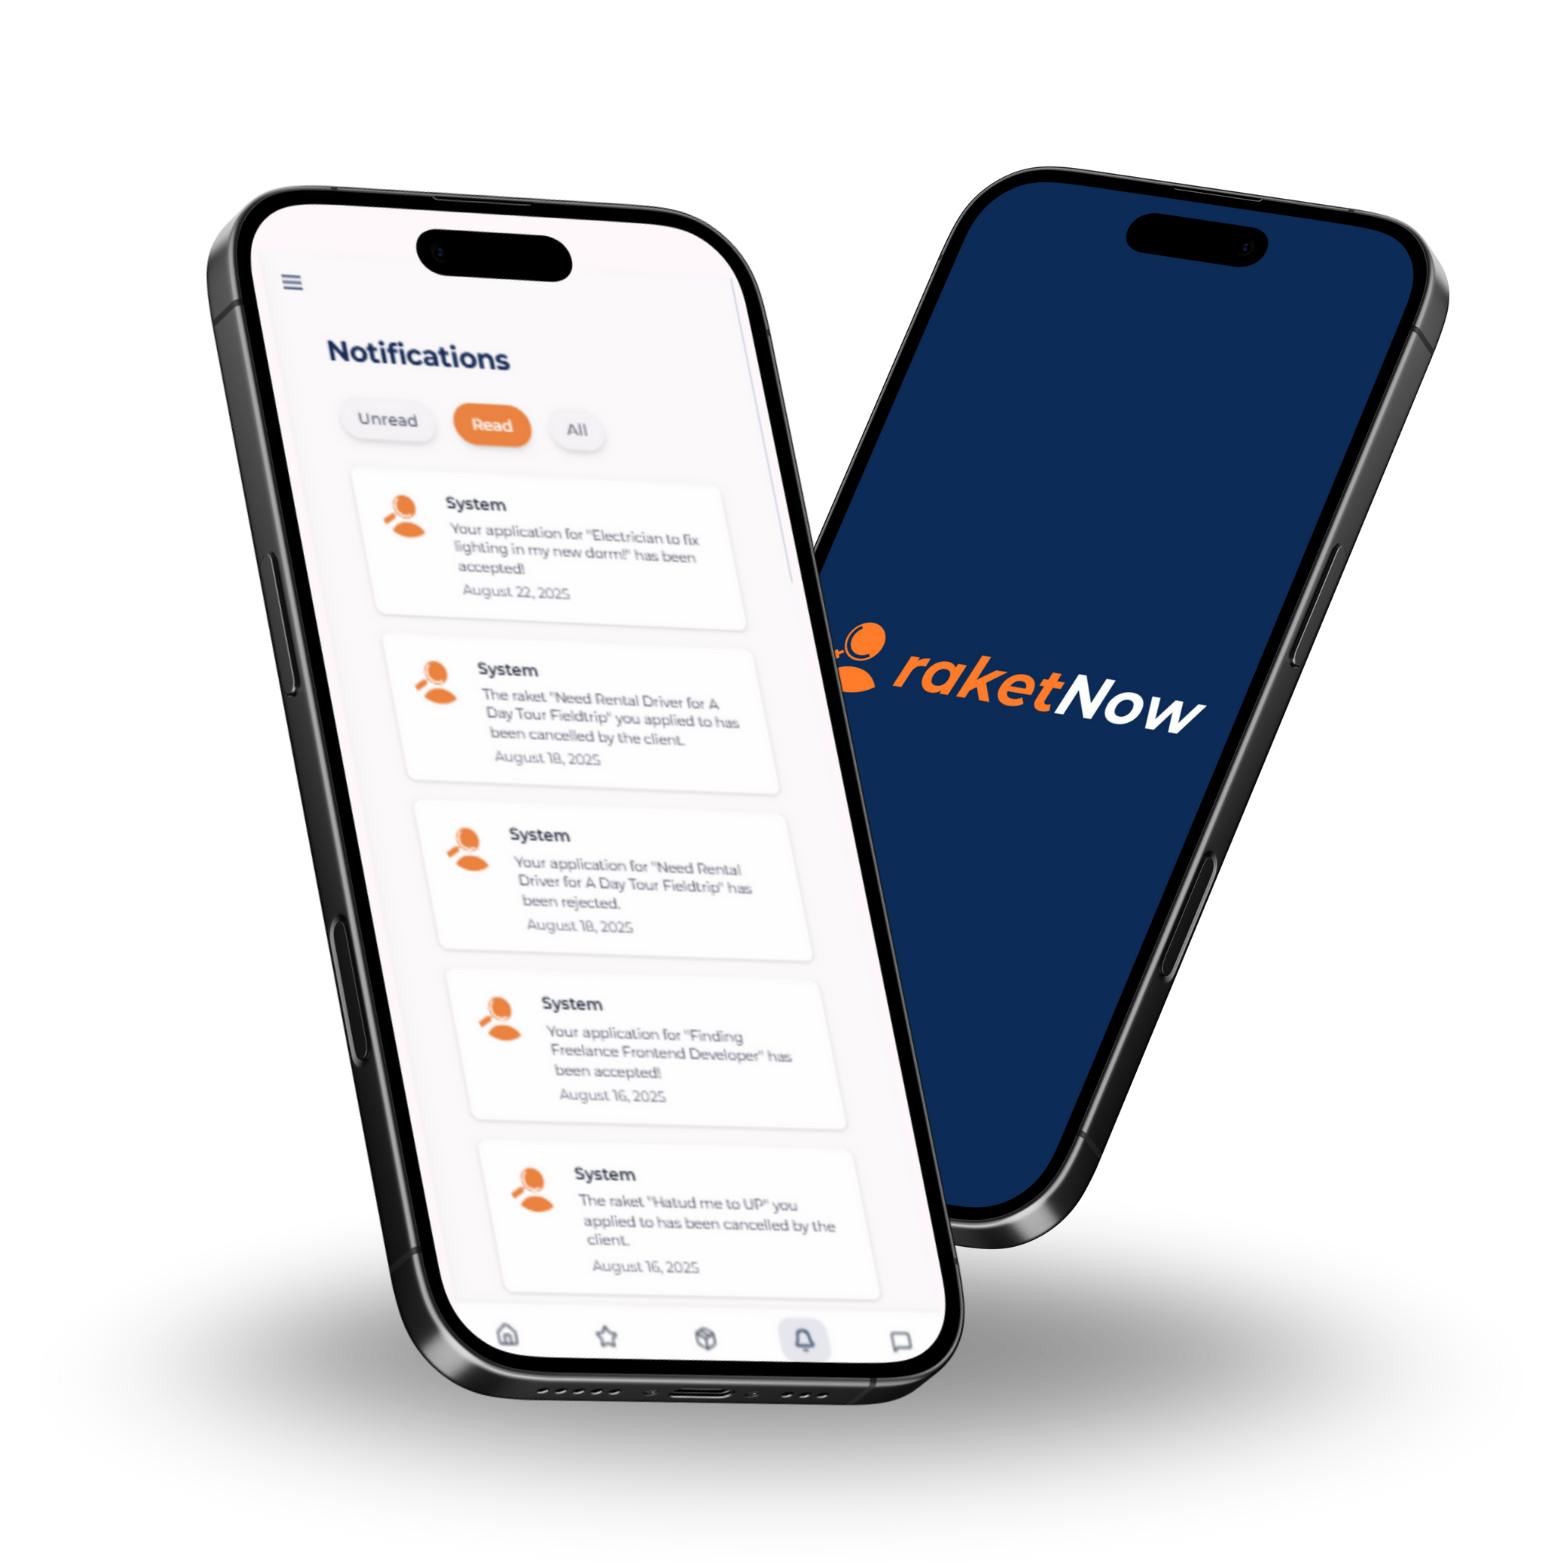 Notifications
Unread Read All
System
Your application for "Electrician to fix
lighting in my new dorm!" has been
accepted!
August 22, 2025
System
The raket "Need Rental Driver for A
Day Tour Fieldtrip" you applied to has
been cancelled by the client.
August 18, 2025
System
Your application for "Need Rental
Driver for A Day Tour Fieldtrip" has
been rejected.
August 18, 2025
System
Your application for "Finding
Freelance Frontend Developer" has
been accepted!
August 16, 2025
System
The raket "Hatud me to UP" you
applied to has been cancelled by the
client.
August 16, 2025
raketNow